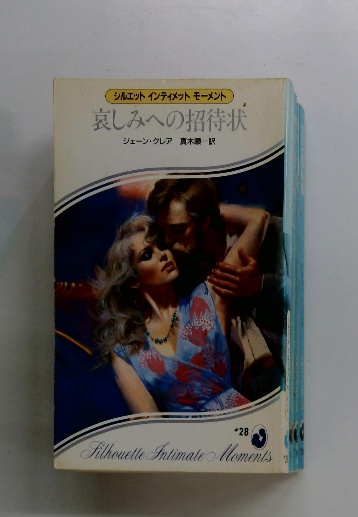 シルエット インティメット モーメント
哀しみへの招待状
ジェーン・クレア 真木順一訳
*28
Silhouette Intimate Moments